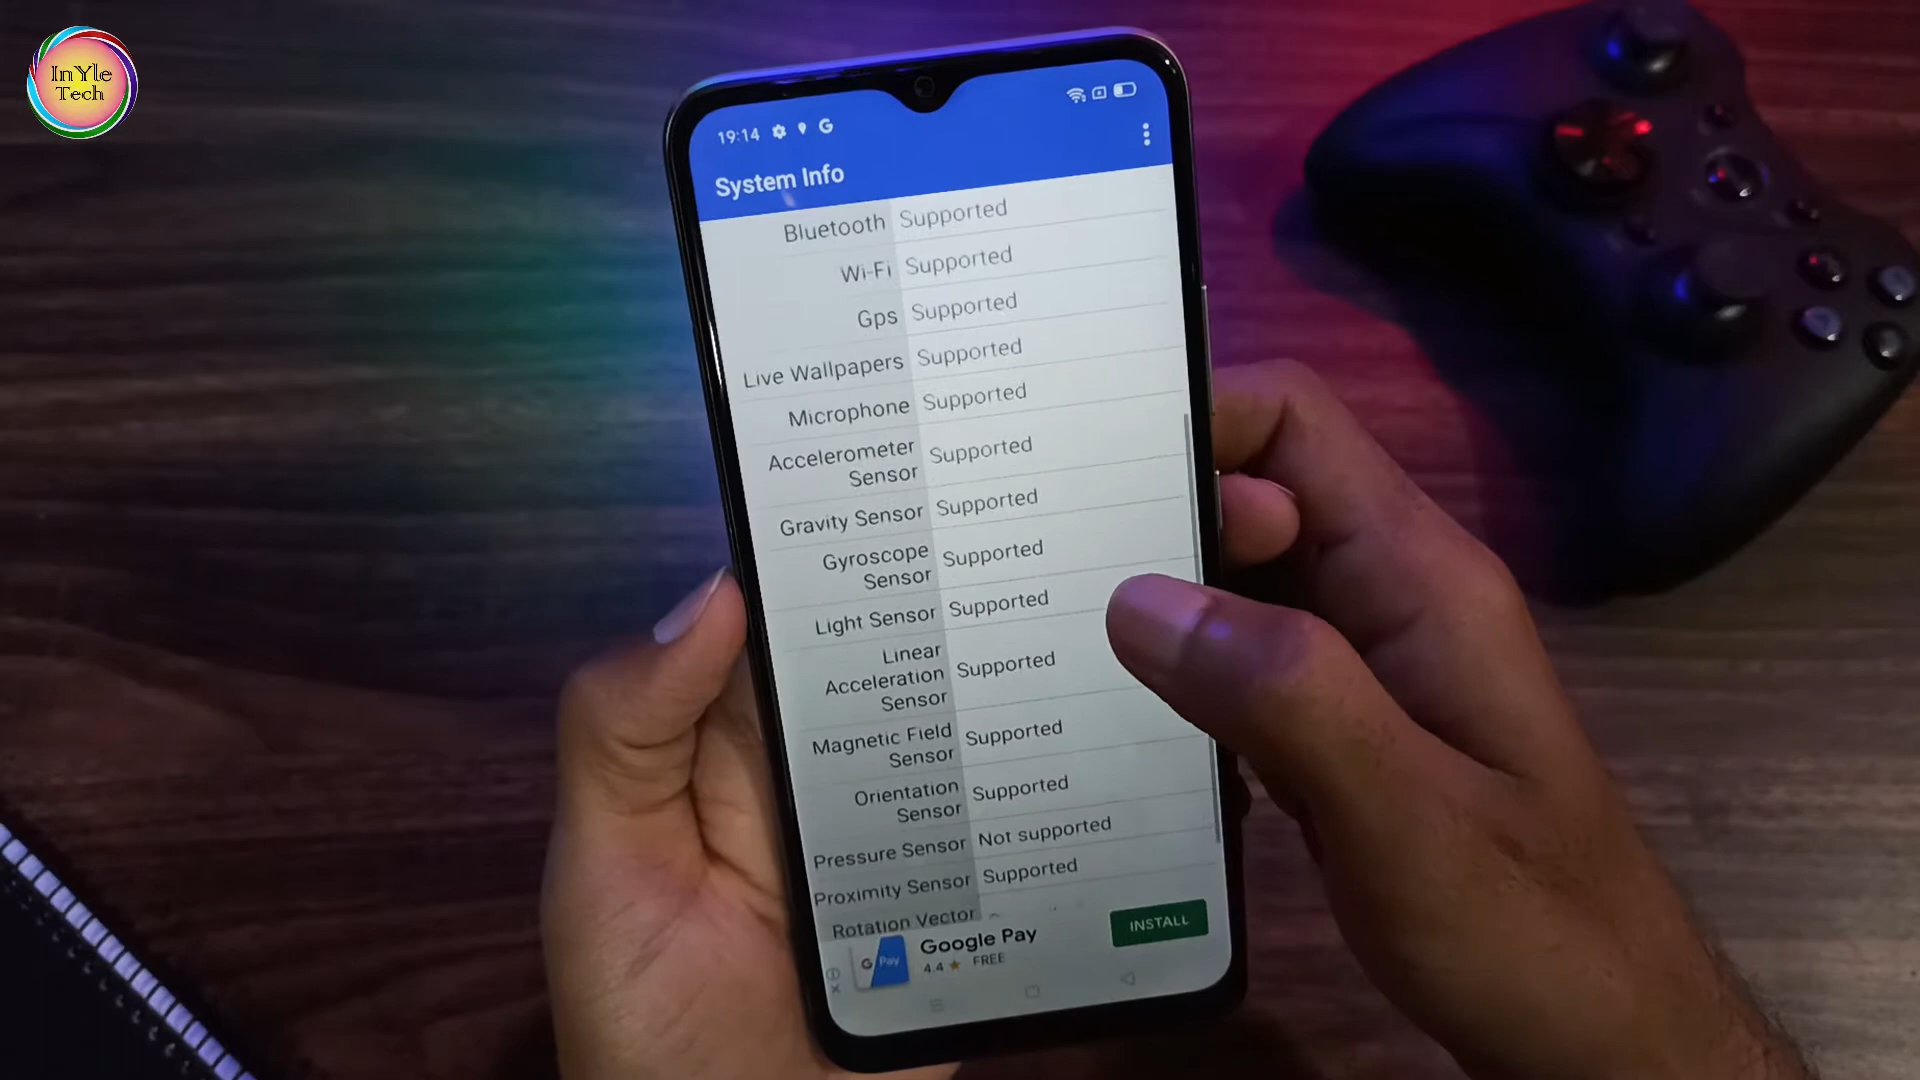 InYle
Tech
19:14
System Info
Bluetooth Supported
Wi-Fi Supported
Gps Supported
Live Wallpapers Supported
Microphone Supported
Accelerometer
Sensor
Supported
Gravity Sensor Supported
Gyroscope
Sensor
Supported
Light Sensor Supported
Linear
Acceleration
Sensor
Supported
Magnetic Field
Sensor
Supported
Orientation
Sensor
Supported
Pressure Sensor Not supported
Proximity Sensor Supported
Rotation Vector
G Pay
Google Pay
4.4 ★ FREE
INSTALL